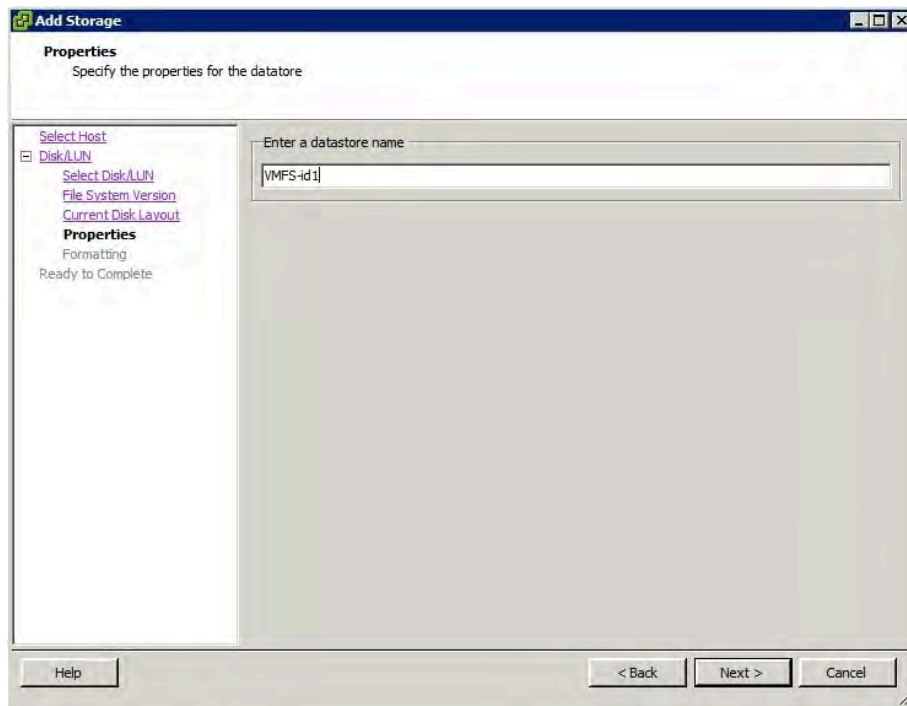 Add Storage
Properties
Specify the properties for the datatore
Select Host
Disk/LUN
Select Disk/LUN
File System Version
Current Disk Layout
Properties
Formatting
Ready to Complete
Enter a datastore name
VMFS-id1
Help
< Back
Next >
Cancel